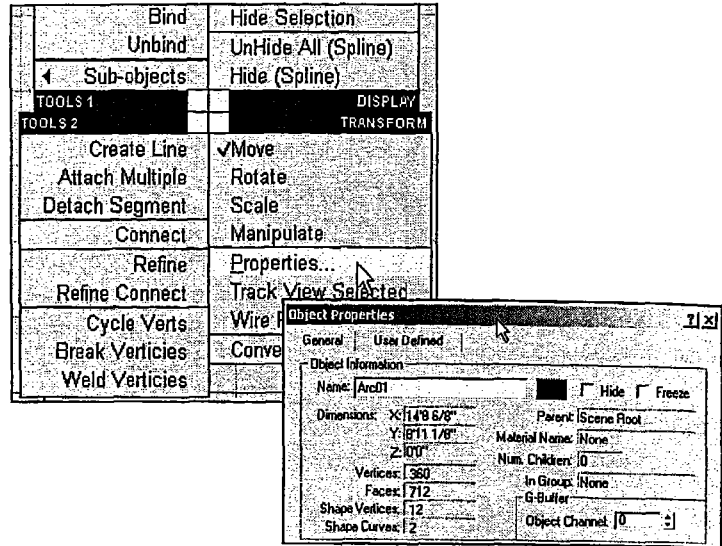 Bind
Hide Selection
Unbind
UnHide All (Spline)
Sub-objects
Hide (Spline)
TOOLS 1
DISPLAY
TOOLS 2
TRANSFORM
Create Line
✓Move
Attach Multiple
Rotate
Detach Segment
Scale
Connect
Manipulate
Refine
Properties...
Refine Connect
Track View Selected
Cycle Verts
Wire
Break Verticies
Conve
Weld Verticies
Object Properties
General
User Defined
Object Information
Name: Arc01
Hide
Freeze
Dimensions:
X: 14'8 6/8"
Y: 8'11 1/8"
Z: 0'0"
Vertices: 360
Faces: 712
Shape Vertices: 12
Shape Curves: 2
Parent: Scene Root
Material Name: None
Num. Children: 0
In Group: None
G-Buffer
Object Channel: 0